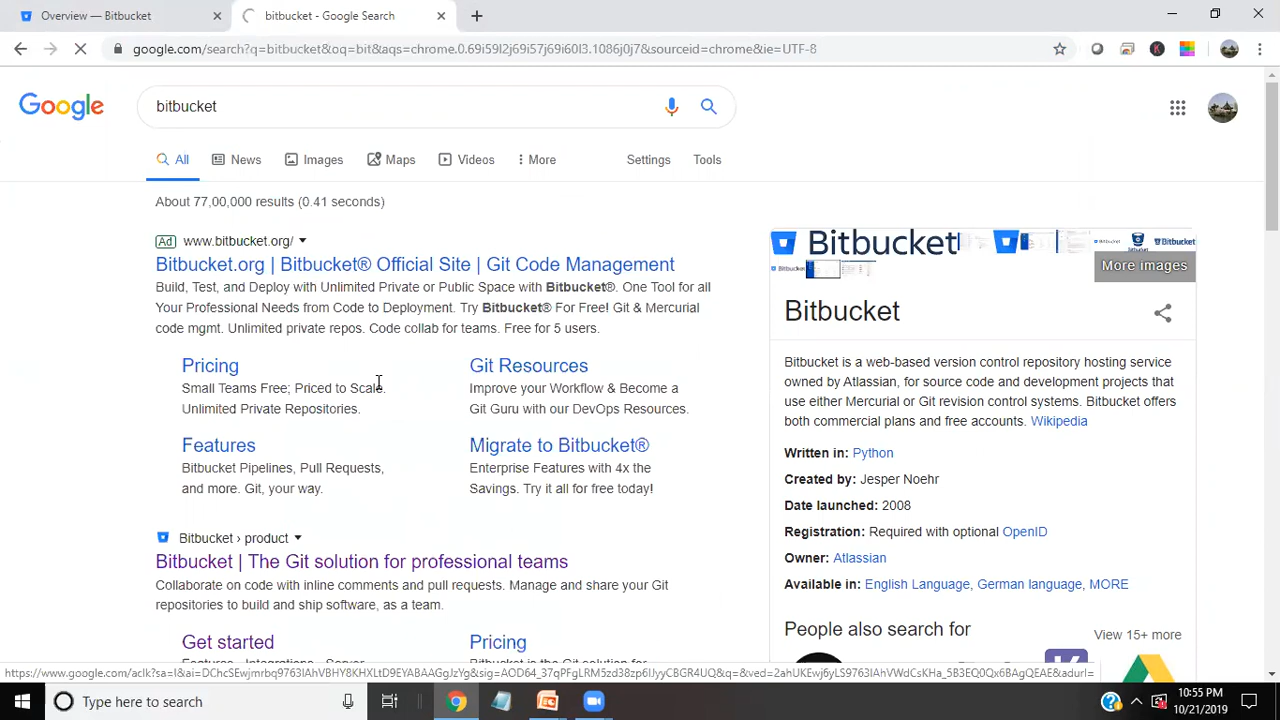 Overview — Bitbucket
bitbucket - Google Search
google.com/search?q=bitbucket&oq=bit&aqs=chrome.0.69i59l2j69i57j69i60l3.1086j0j7&sourceid=chrome&ie=UTF-8
Google
bitbucket
All
News
Images
Maps
Videos
More
Settings
Tools
About 77,00,000 results (0.41 seconds)
Ad www.bitbucket.org/
Bitbucket.org | Bitbucket® Official Site | Git Code Management
Build, Test, and Deploy with Unlimited Private or Public Space with Bitbucket®. One Tool for all
Your Professional Needs from Code to Deployment. Try Bitbucket® For Free! Git & Mercurial
code mgmt. Unlimited private repos. Code collab for teams. Free for 5 users.
Pricing
Small Teams Free; Priced to Scale.
Unlimited Private Repositories.
Git Resources
Improve your Workflow & Become a
Git Guru with our DevOps Resources.
Features
Bitbucket Pipelines, Pull Requests,
and more. Git, your way.
Migrate to Bitbucket®
Enterprise Features with 4x the
Savings. Try it all for free today!
Bitbucket › product
Bitbucket | The Git solution for professional teams
Collaborate on code with inline comments and pull requests. Manage and share your Git
repositories to build and ship software, as a team.
Get started
Features - Integrations - Server
Pricing
Bitbucket is the Git solution for
Bitbucket
Bitbucket
More images
Bitbucket
Bitbucket is a web-based version control repository hosting service
owned by Atlassian, for source code and development projects that
use either Mercurial or Git revision control systems. Bitbucket offers
both commercial plans and free accounts. Wikipedia
Written in: Python
Created by: Jesper Noehr
Date launched: 2008
Registration: Required with optional OpenID
Owner: Atlassian
Available in: English Language, German language, MORE
People also search for
View 15+ more
Type here to search
10:55 PM
10/21/2019